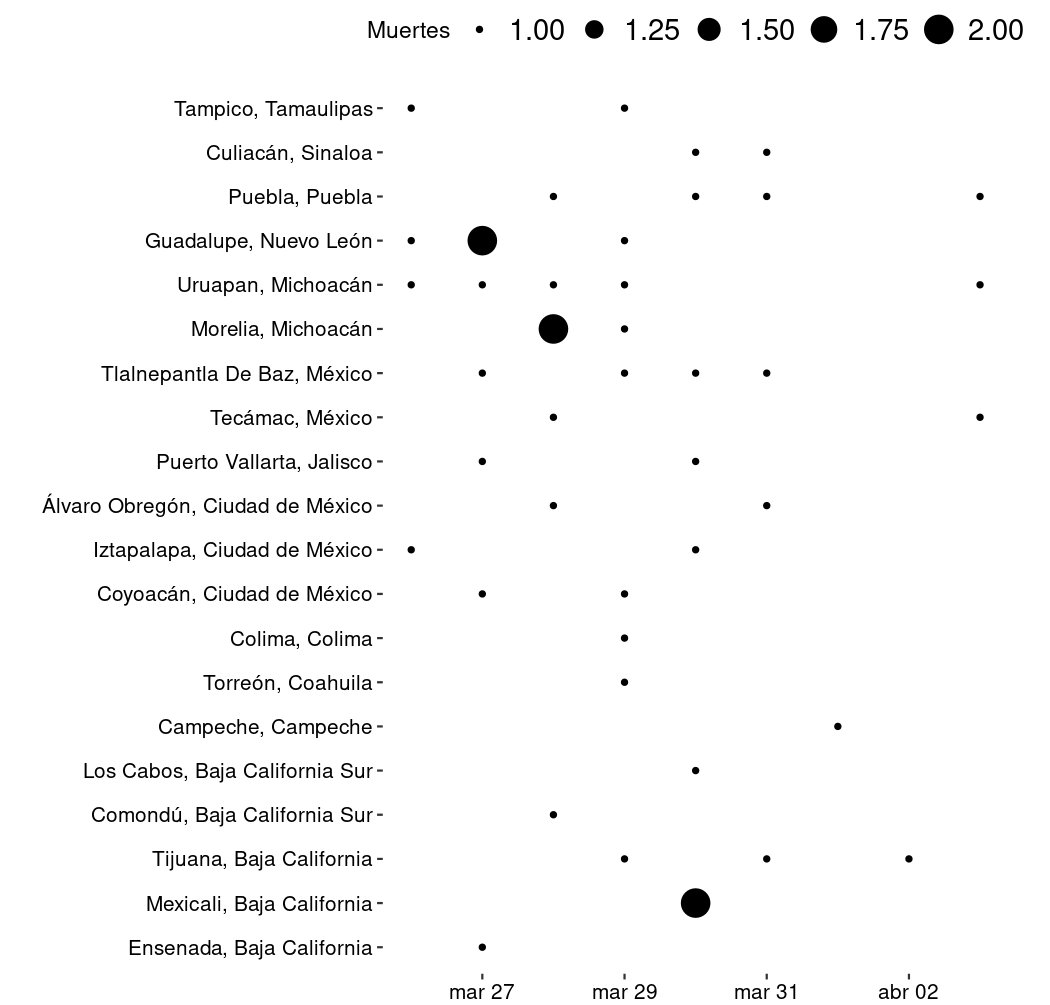 Muertes 1.00 1.25 1.50 1.75 2.00
Tampico, Tamaulipas
Culiacán, Sinaloa
Puebla, Puebla
Guadalupe, Nuevo León
Uruapan, Michoacán
Morelia, Michoacán
Tlalnepantla De Baz, México
Tecámac, México
Puerto Vallarta, Jalisco
Álvaro Obregón, Ciudad de México
Iztapalapa, Ciudad de México
Coyoacán, Ciudad de México
Colima, Colima
Torreón, Coahuila
Campeche, Campeche
Los Cabos, Baja California Sur
Comondú, Baja California Sur
Tijuana, Baja California
Mexicali, Baja California
Ensenada, Baja California
mar 27 mar 29 mar 31 abr 02